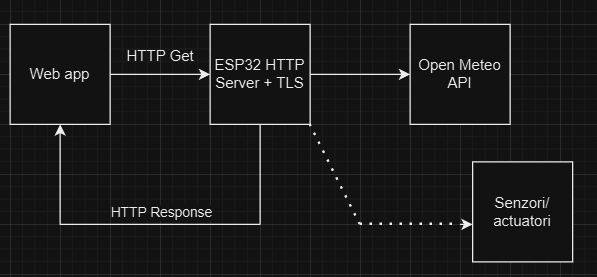 Web app
HTTP Get
ESP32 HTTP
Server + TLS
Open Meteo
API
HTTP Response
Senzori/
actuatori